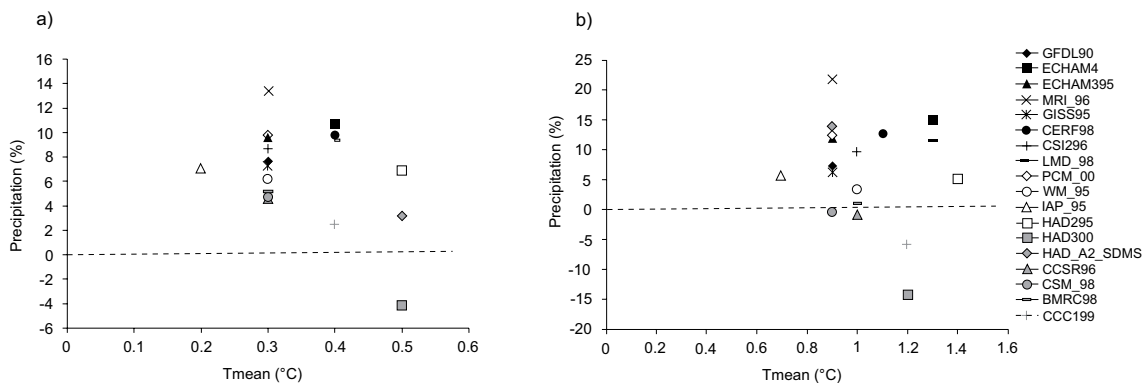 a)
Precipitation (%)
16
14
12
10
8
6
4
2
0
-2
-4
-6
0
0.1
0.2
0.3
0.4
0.5
0.6
Tmean (°C)
b)
Precipitation (%)
25
20
15
10
5
0
-5
-10
-15
-20
0
0.2
0.4
0.6
0.8
1
1.2
1.4
1.6
Tmean (°C)
GFDL90
ECHAM4
ECHAM395
MRI_96
GISS95
CERF98
CSI296
LMD_98
PCM_00
WM_95
IAP_95
HAD295
HAD300
HAD_A2_SDMS
CCSR96
CSM_98
BMRC98
CCC199